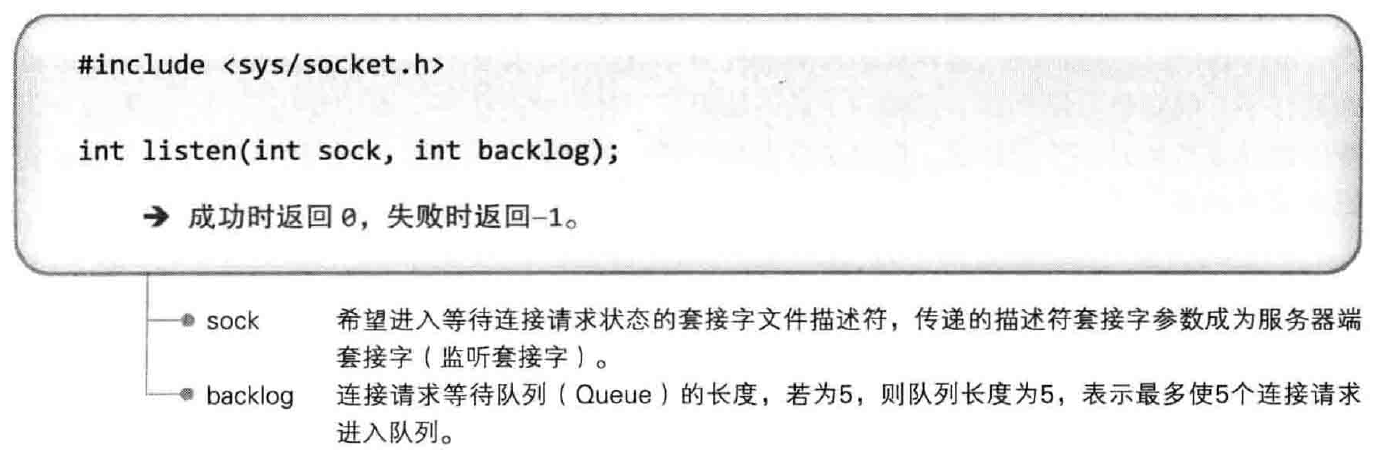 #include <sys/socket.h>
int listen(int sock, int backlog);
➔ 成功时返回 0，失败时返回–1。
sock 希望进入等待连接请求状态的套接字文件描述符，传递的描述符套接字参数成为服务器端
套接字（监听套接字）。
backlog 连接请求等待队列（Queue）的长度，若为5，则队列长度为5，表示最多使5个连接请求
进入队列。